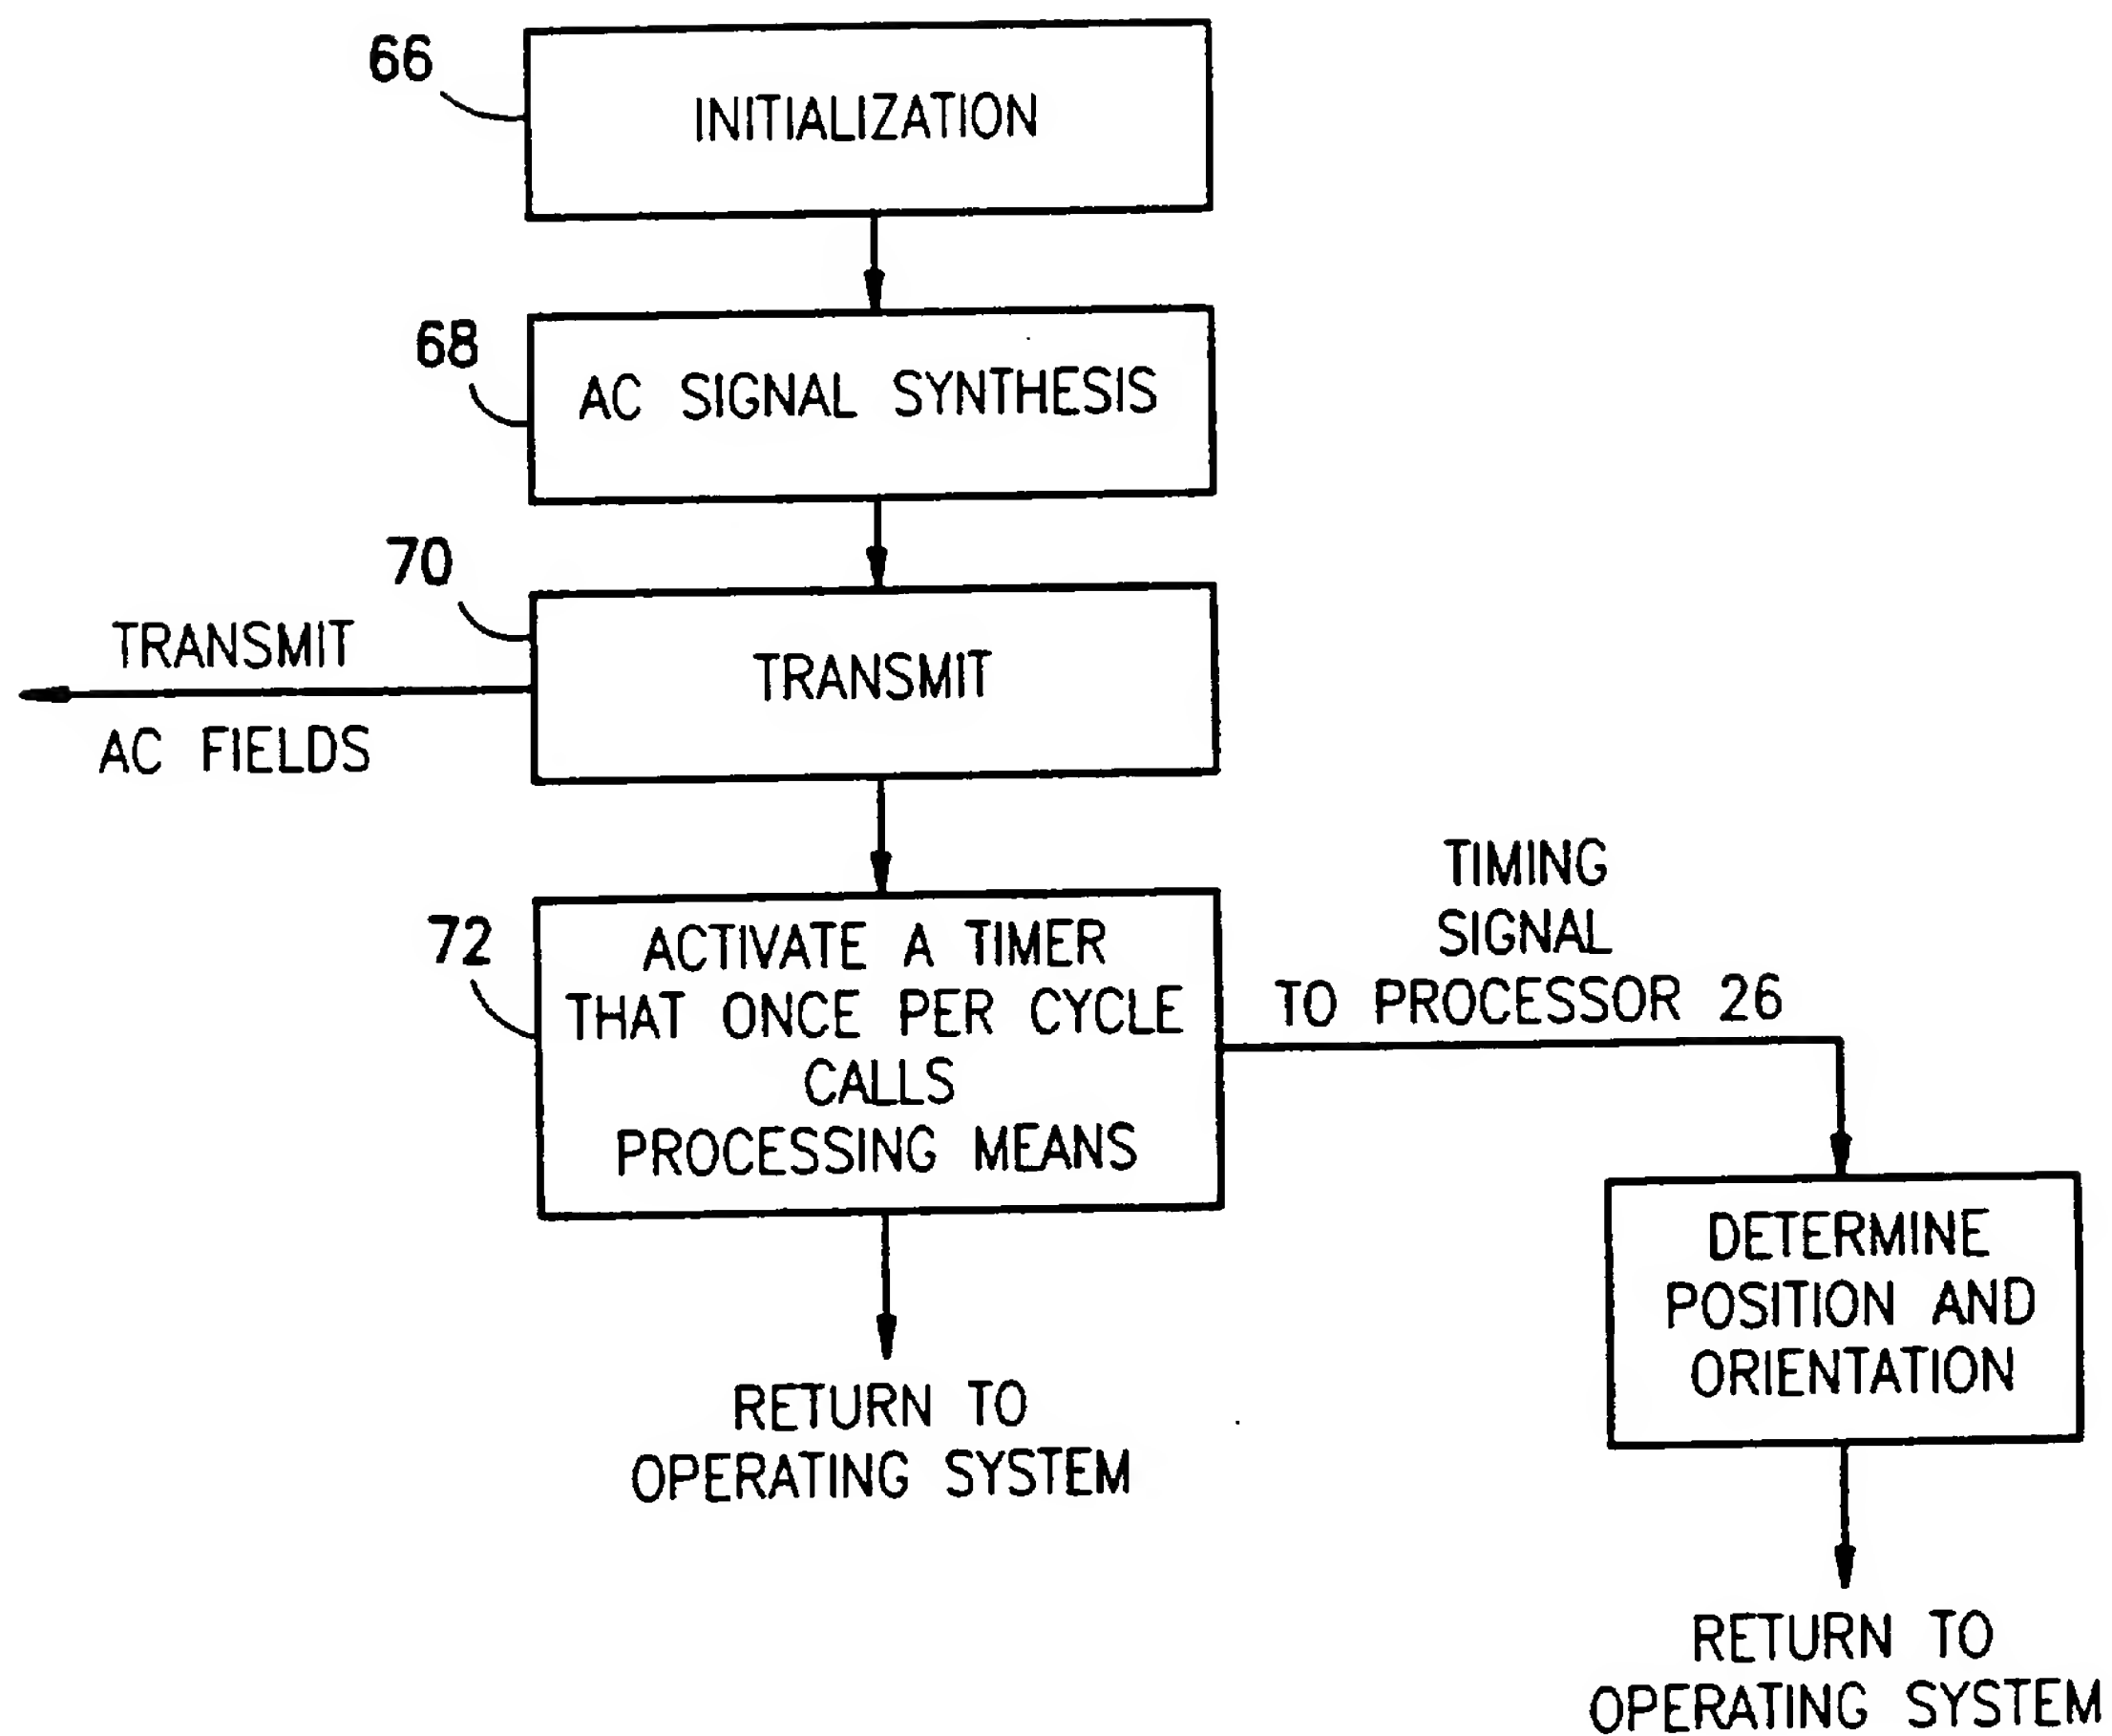 66
INITIALIZATION
68
AC SIGNAL SYNTHESIS
70
TRANSMIT
AC FIELDS
TRANSMIT
72
ACTIVATE A TIMER
THAT ONCE PER CYCLE
CALLS
PROCESSING MEANS
TIMING
SIGNAL
TO PROCESSOR 26
DETERMINE
POSITION AND
ORIENTATION
RETURN TO
OPERATING SYSTEM
RETURN TO
OPERATING SYSTEM